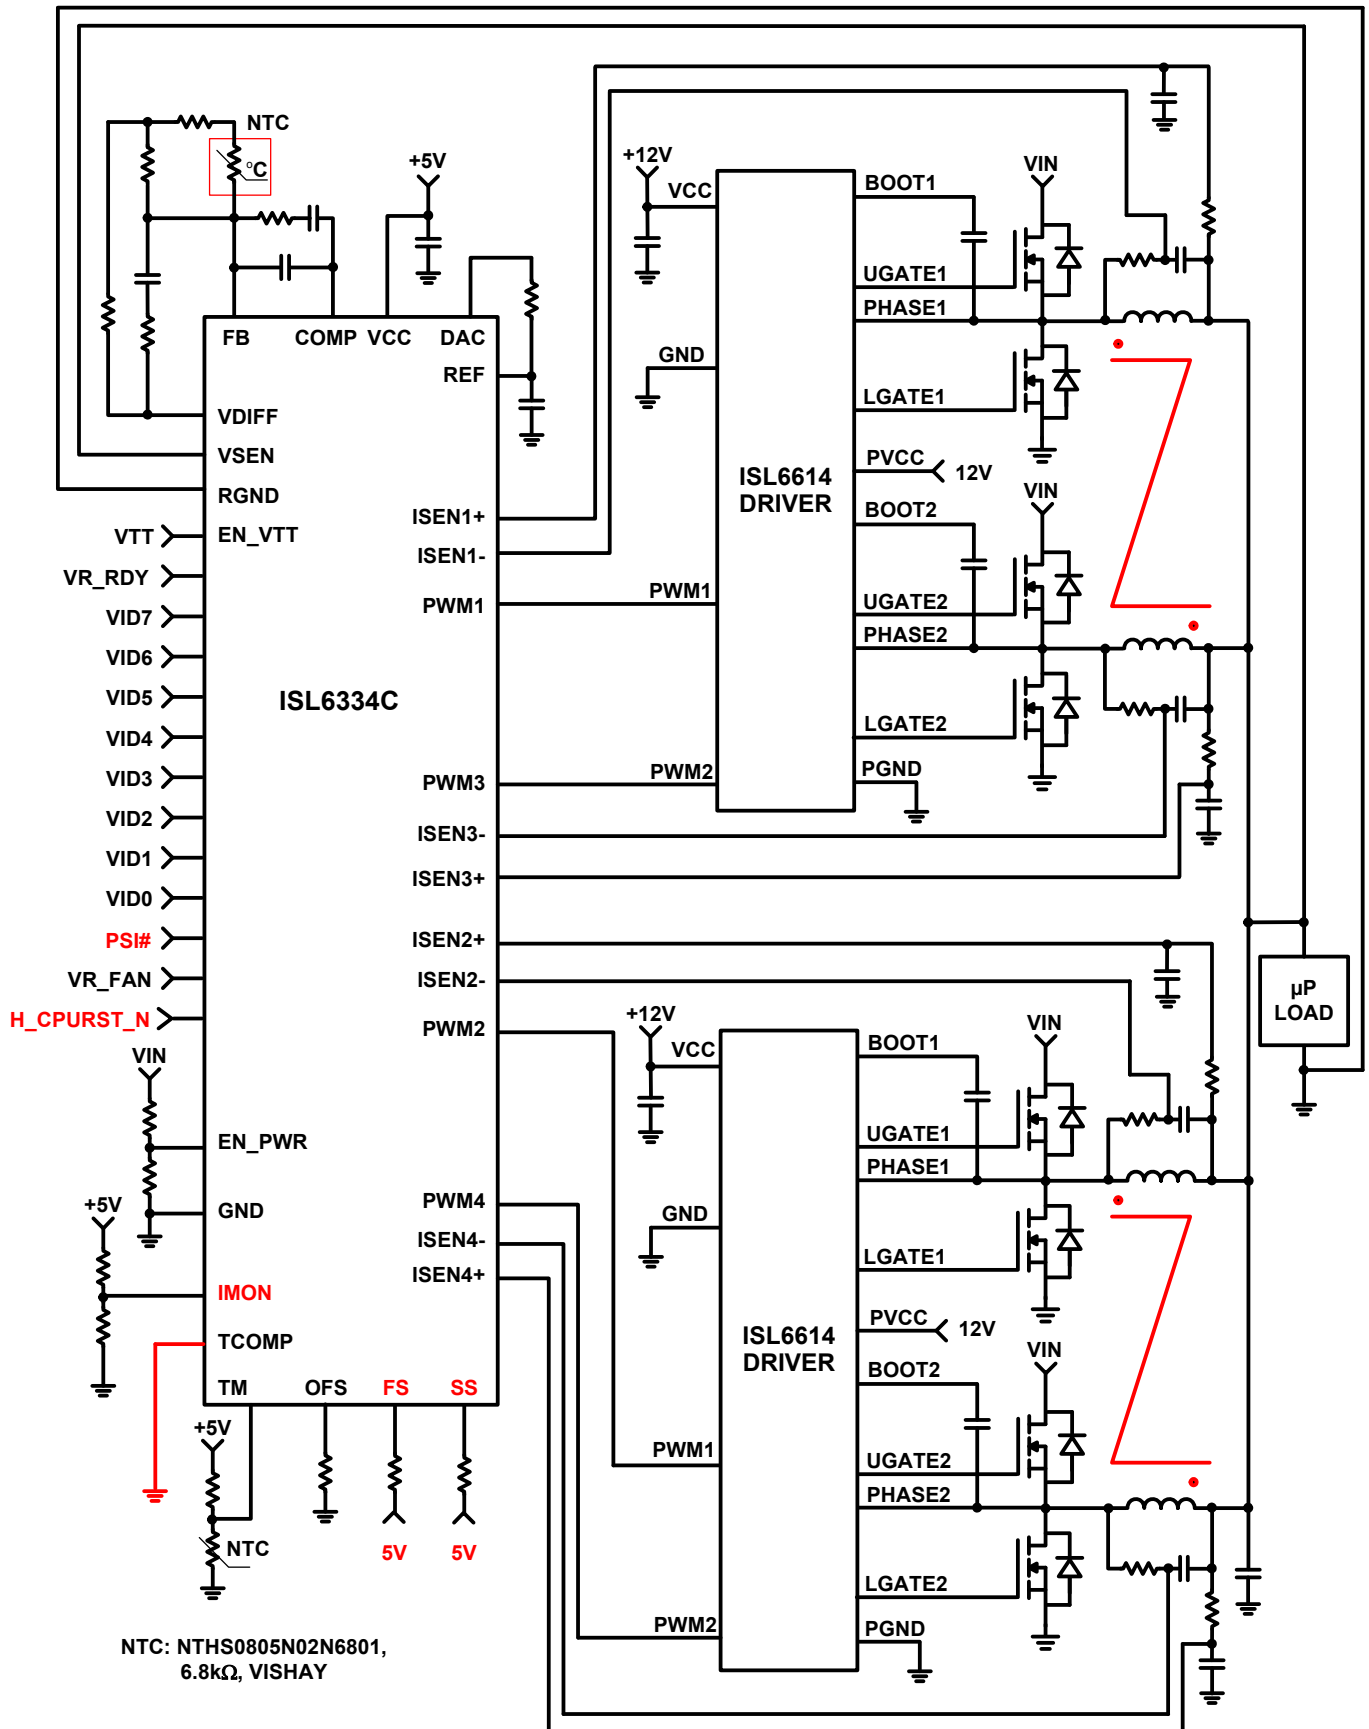 NTC
°C
+5V
FB
COMP
VCC
DAC
REF
VDIFF
VSEN
RGND
VTT
EN_VTT
VR_RDY
VID7
VID6
VID5
VID4
VID3
VID2
VID1
VID0
PSI#
VR_FAN
H_CPURST_N
VIN
EN_PWR
GND
+5V
IMON
TCOMP
TM
OFS
FS
SS
+5V
NTC
5V
5V
ISL6334C
ISEN1+
ISEN1-
PWM1
PWM3
ISEN3-
ISEN3+
ISEN2+
ISEN2-
PWM2
PWM4
ISEN4-
ISEN4+
+12V
VCC
GND
PWM1
PWM2
ISL6614
DRIVER
BOOT1
UGATE1
PHASE1
LGATE1
PVCC
12V
BOOT2
UGATE2
PHASE2
LGATE2
PGND
VIN
VIN
µP
LOAD
+12V
VCC
GND
PWM1
PWM2
ISL6614
DRIVER
BOOT1
UGATE1
PHASE1
LGATE1
PVCC
12V
BOOT2
UGATE2
PHASE2
LGATE2
PGND
VIN
VIN
NTC: NTHS0805N02N6801,
6.8kΩ, VISHAY